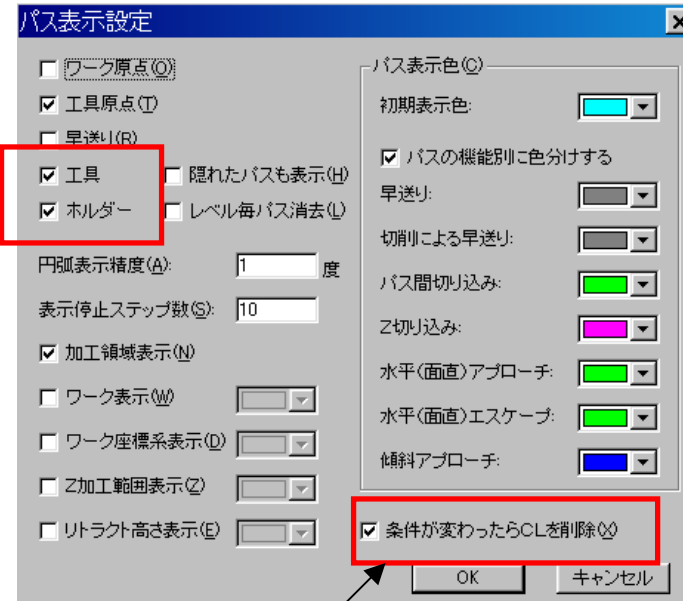 パス表示設定
ワーク原点(O)
工具原点(T)
早送り(R)
工具
隠れたパスも表示(H)
ホルダー
レベル毎パス消去(L)
円弧表示精度(A):
1
度
表示停止ステップ数(S):
10
加工領域表示(N)
ワーク表示(W)
ワーク座標系表示(D)
Z加工範囲表示(Z)
リトラクト高さ表示(E)
パス表示色(C)
初期表示色:
パスの機能別に色分けする
早送り:
切削による早送り:
パス間切り込み:
Z切り込み:
水平(面直)アプローチ:
水平(面直)エスケープ:
傾斜アプローチ:
条件が変わったらCLを削除(X)
OK
キャンセル